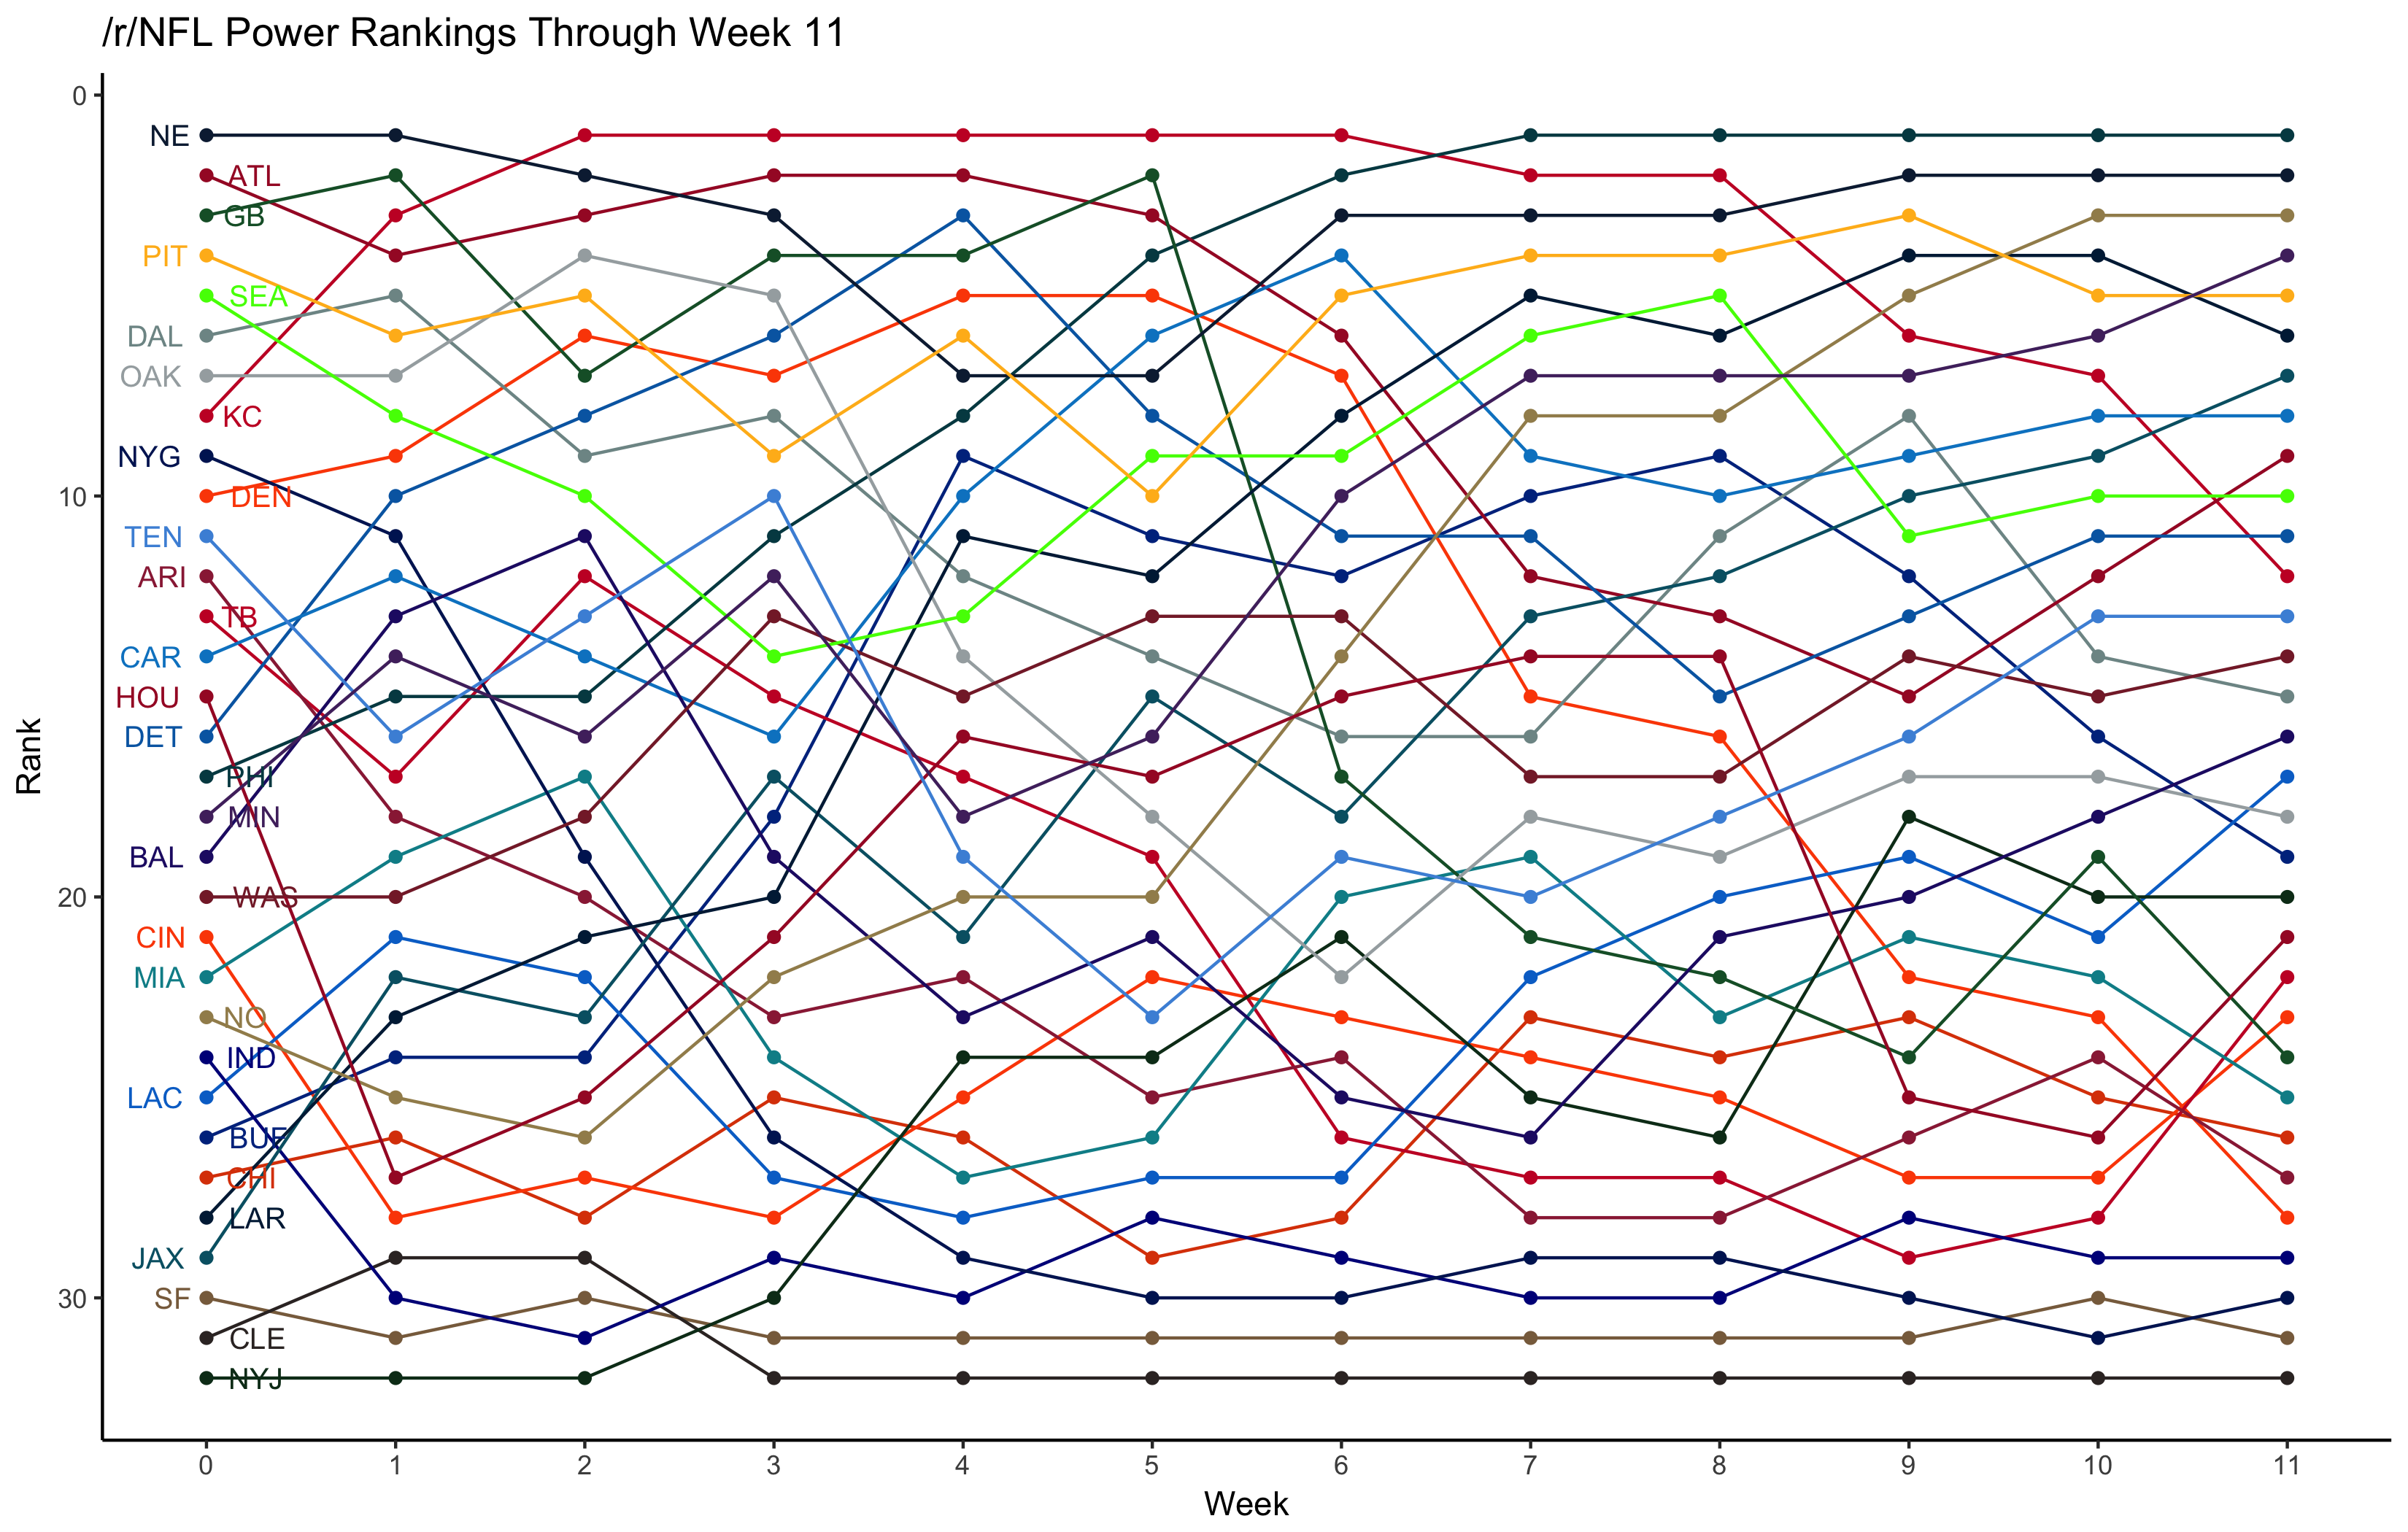 /r/NFL Power Rankings Through Week 11
0
NE
ATL
GB
PIT
SEA
DAL
OAK
KC
NYG
10
DEN
TEN
ARI
TB
CAR
HOU
DET
PHI
MIN
BAL
20
WAS
CIN
MIA
NO
IND
LAC
BUF
CHI
LAR
JAX
30
SF
CLE
NYJ
Rank
0 1 2 3 4 5 6 7 8 9 10 11
Week